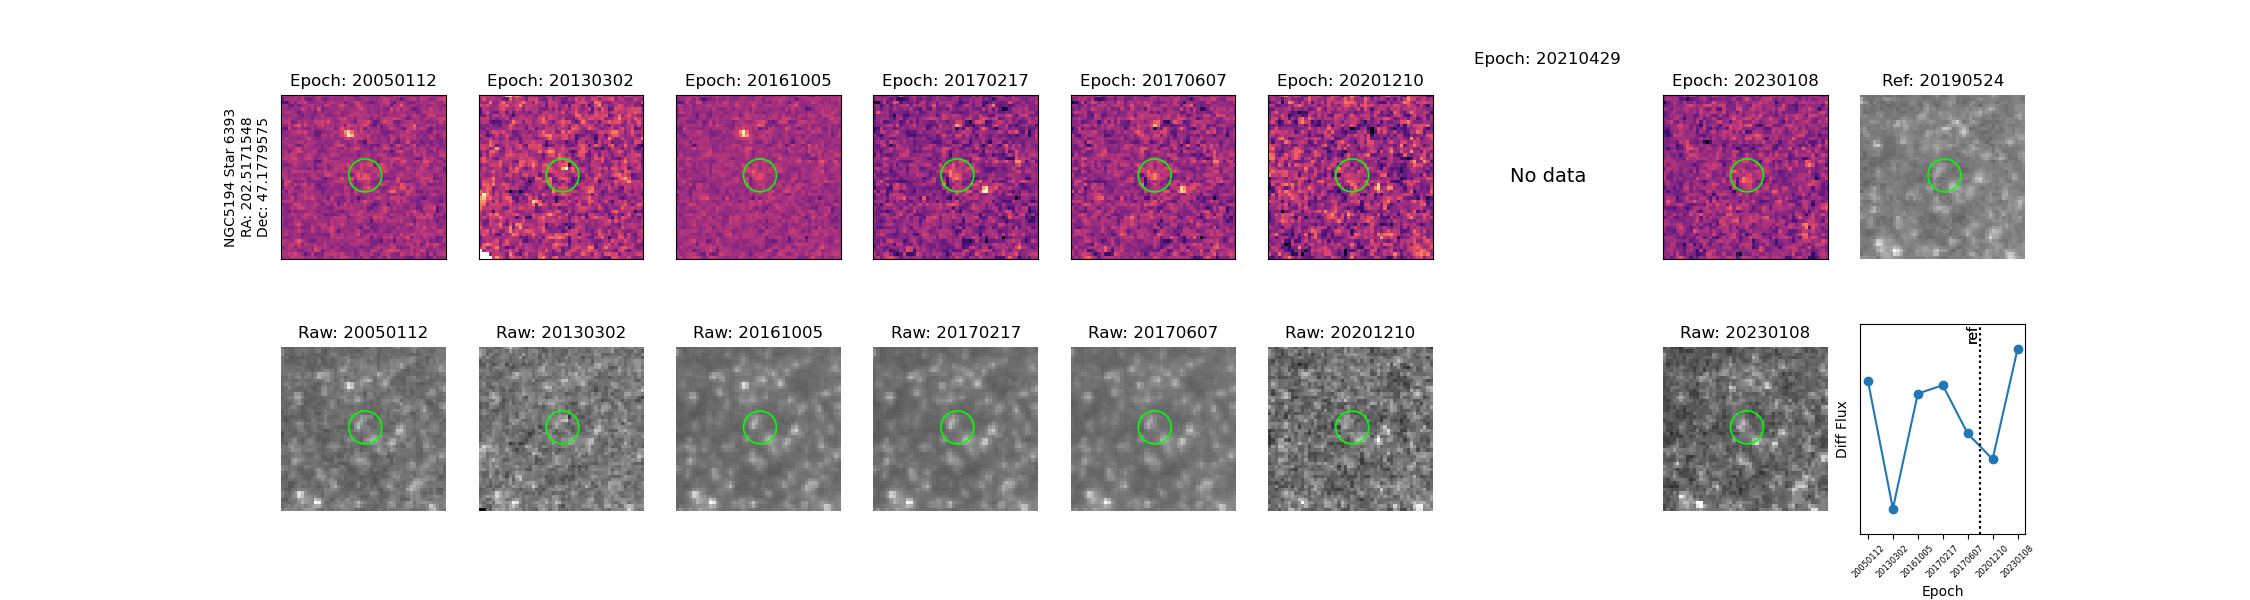 Epoch: 20210429
Epoch: 20050112
Epoch: 20130302
Epoch: 20161005
Epoch: 20170217
Epoch: 20170607
Epoch: 20201210
Epoch: 20230108
Ref: 20190524
NGC5194 Star 6393
RA: 202.5171548
Dec: 47.1779575
No data
Raw: 20050112
Raw: 20130302
Raw: 20161005
Raw: 20170217
Raw: 20170607
Raw: 20201210
Raw: 20230108
ref
Diff Flux
20050112
20130302
20161005
20170217
20170607
20201210
20230108
Epoch